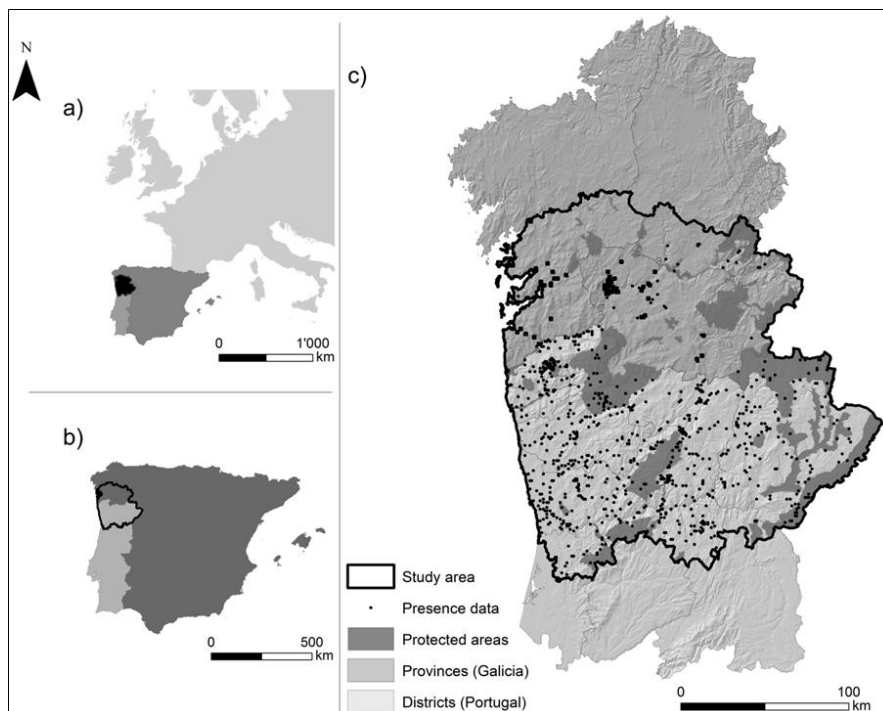 N
a)
0 1'000
km
b)
0 500
km
c)
Study area
Presence data
Protected areas
Provinces (Galicia)
Districts (Portugal)
0 100
km